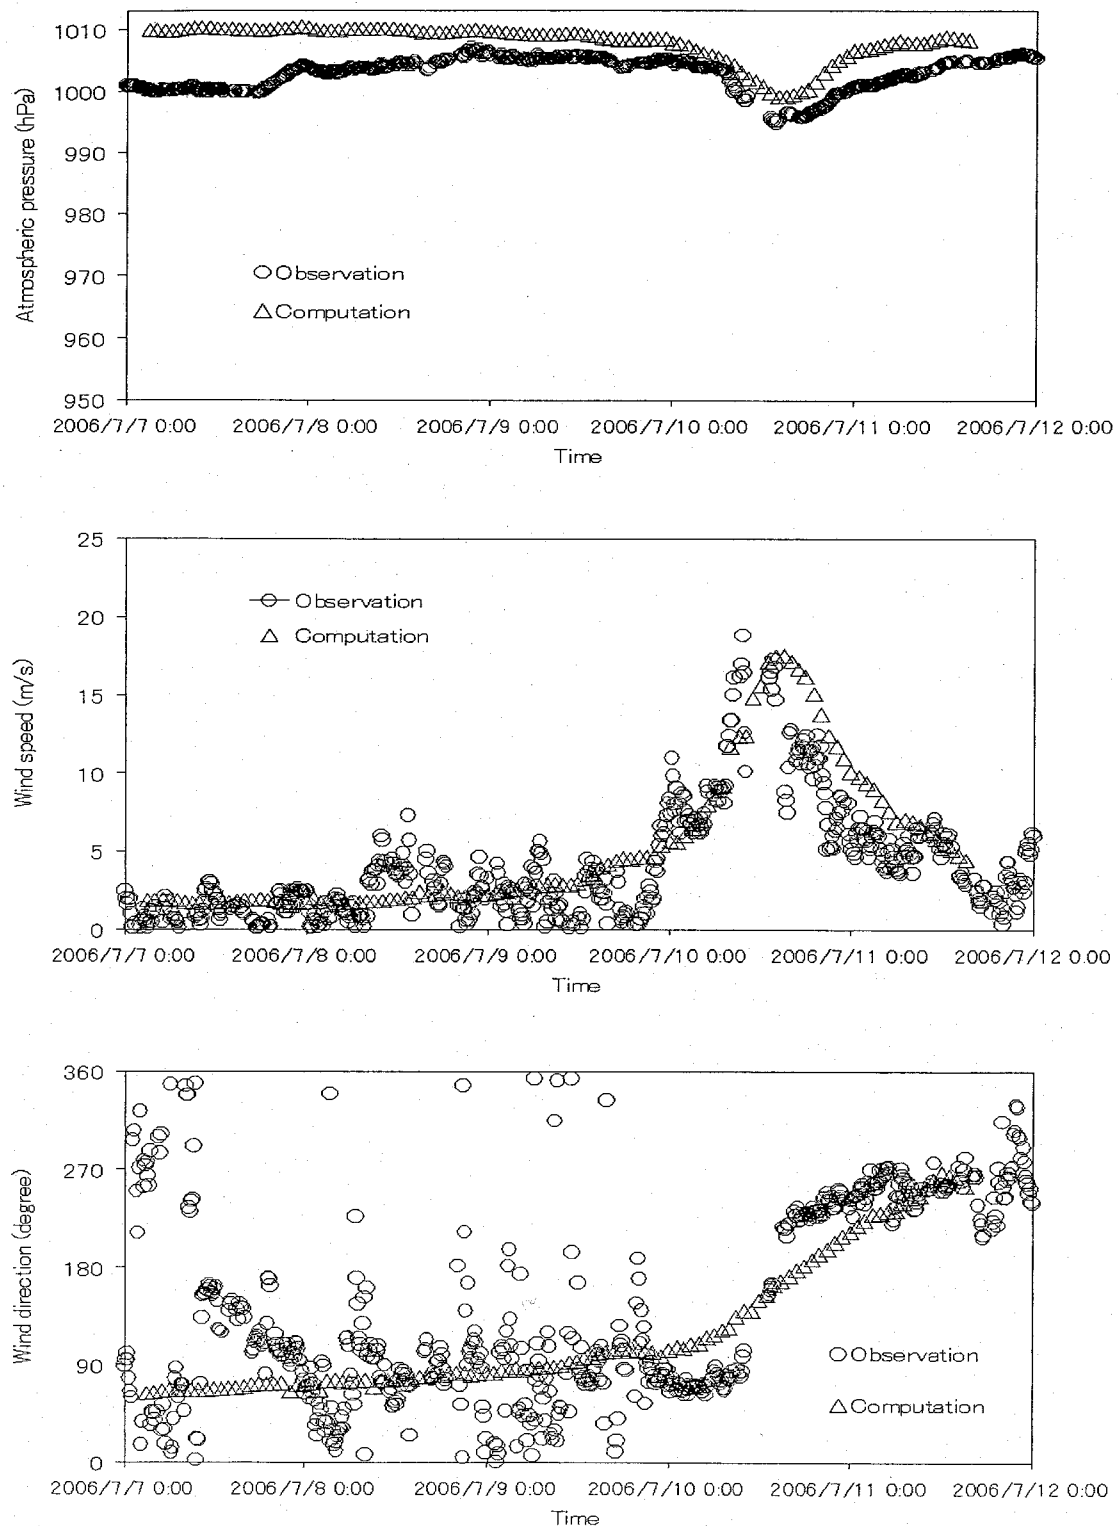 1010
1000
990
980
970
960
950
Atmospheric pressure (hPa)
Observation
Computation
2006/7/7 0:00 2006/7/8 0:00 2006/7/9 0:00 2006/7/10 0:00 2006/7/11 0:00 2006/7/12 0:00
Time
25
20
15
10
5
0
Wind speed (m/s)
Observation
Computation
2006/7/7 0:00 2006/7/8 0:00 2006/7/9 0:00 2006/7/10 0:00 2006/7/11 0:00 2006/7/12 0:00
Time
360
270
180
90
0
Wind direction (degree)
Observation
Computation
2006/7/7 0:00 2006/7/8 0:00 2006/7/9 0:00 2006/7/10 0:00 2006/7/11 0:00 2006/7/12 0:00
Time